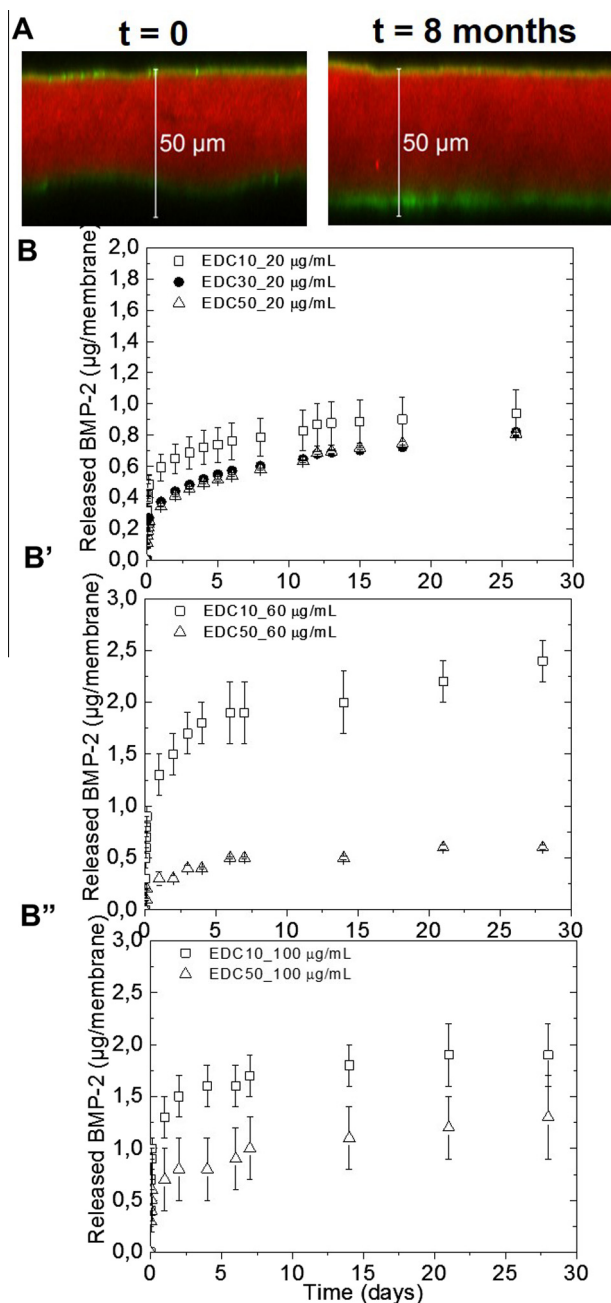 A
t = 0
t = 8 months
50 μm
50 μm
B
2,0
1,8
1,6
1,4
1,2
1,0
0,8
0,6
0,4
0,2
0,0
Released BMP-2 (μg/membrane)
EDC10_20 μg/mL
EDC30_20 μg/mL
EDC50_20 μg/mL
0 5 10 15 20 25 30
B’
3,0
2,5
2,0
1,5
1,0
0,5
0,0
Released BMP-2 (μg/membrane)
EDC10_60 μg/mL
EDC50_60 μg/mL
0 5 10 15 20 25 30
B”
3,0
2,5
2,0
1,5
1,0
0,5
0,0
Released BMP-2 (μg/membrane)
EDC10_100 μg/mL
EDC50_100 μg/mL
0 5 10 15 20 25 30
Time (days)